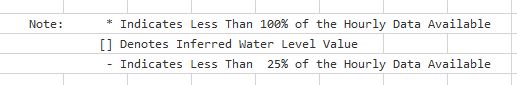 Note: * Indicates Less Than 100% of the Hourly Data Available
[] Denotes Inferred Water Level Value
- Indicates Less Than 25% of the Hourly Data Available